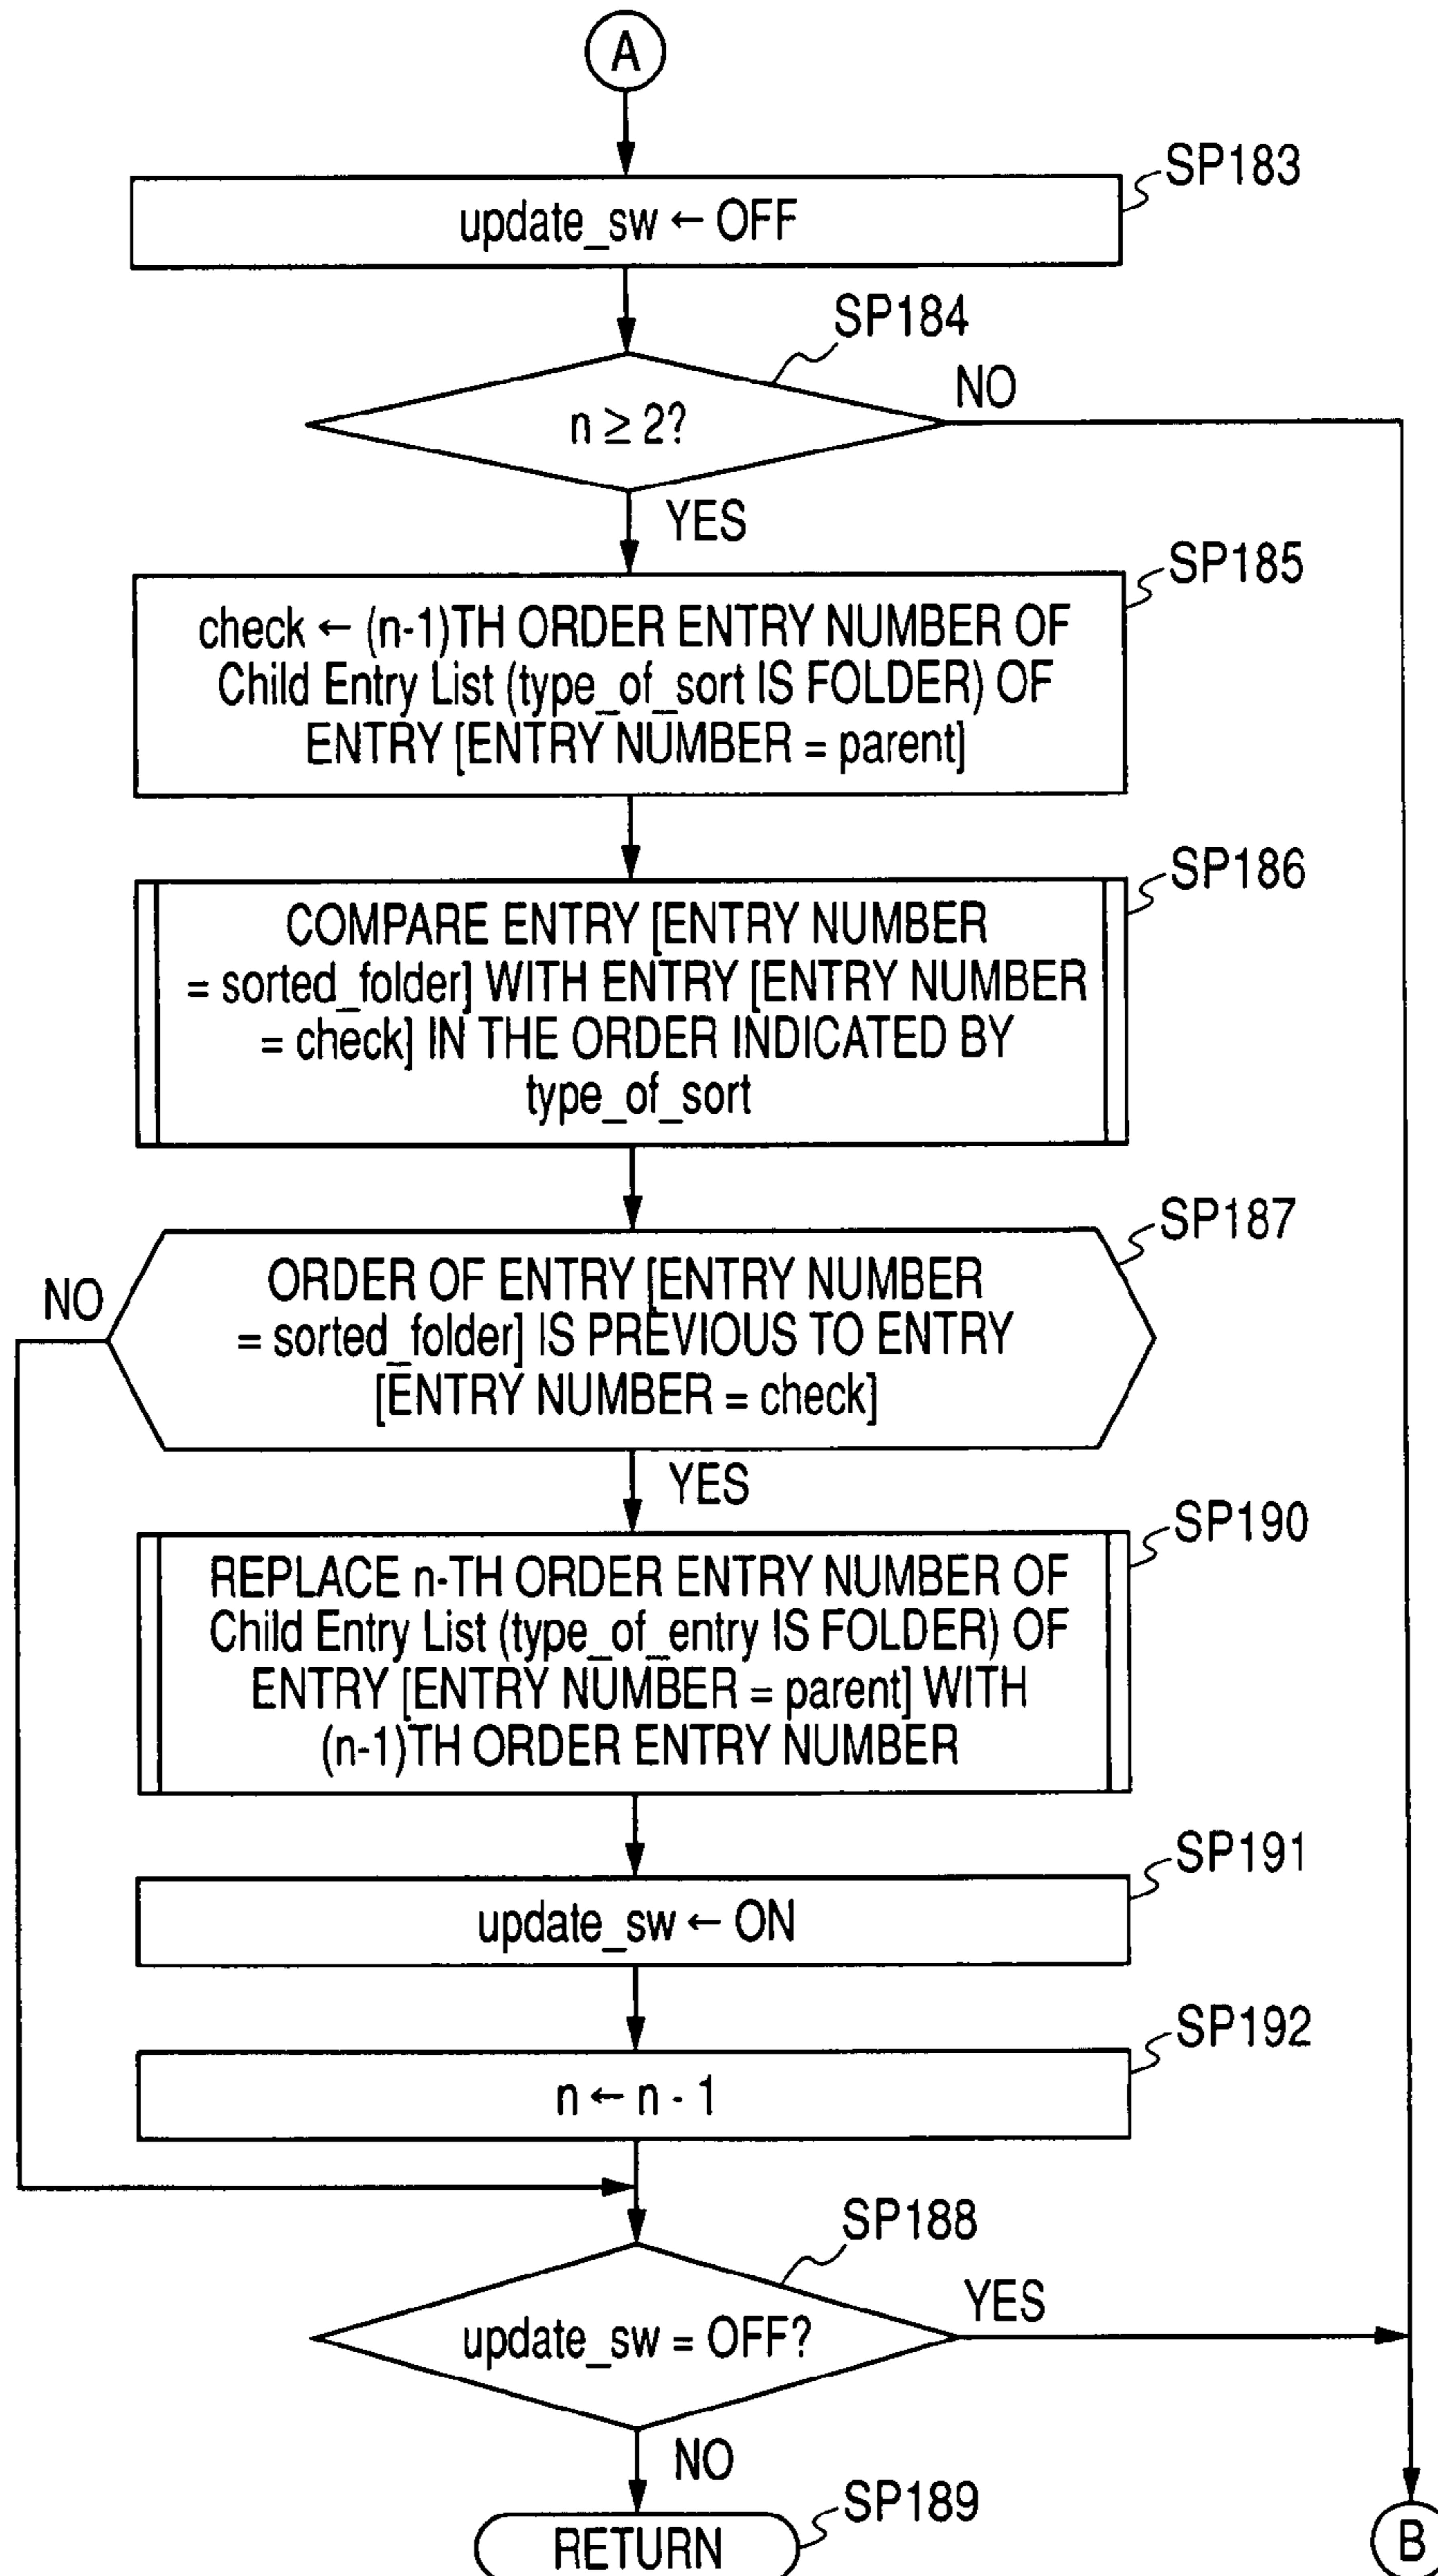 A
SP183
update_sw ← OFF
SP184
n ≥ 2?
NO
YES
SP185
check ← (n-1)TH ORDER ENTRY NUMBER OF
Child Entry List (type_of_sort IS FOLDER) OF
ENTRY [ENTRY NUMBER = parent]
SP186
COMPARE ENTRY [ENTRY NUMBER
= sorted_folder] WITH ENTRY [ENTRY NUMBER
= check] IN THE ORDER INDICATED BY
type_of_sort
SP187
NO
ORDER OF ENTRY [ENTRY NUMBER
= sorted_folder] IS PREVIOUS TO ENTRY
[ENTRY NUMBER = check]
YES
SP190
REPLACE n-TH ORDER ENTRY NUMBER OF
Child Entry List (type_of_entry IS FOLDER) OF
ENTRY [ENTRY NUMBER = parent] WITH
(n-1)TH ORDER ENTRY NUMBER
SP191
update_sw ← ON
SP192
n ← n - 1
SP188
update_sw = OFF?
YES
NO
SP189
RETURN
B